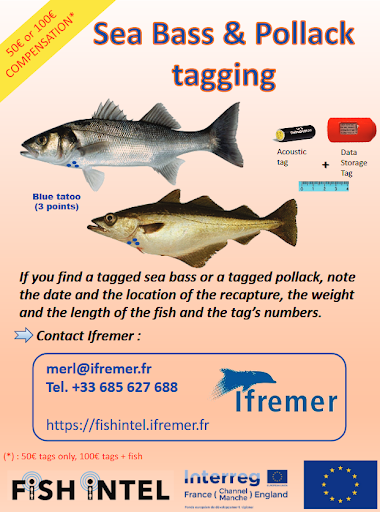 50€ or 100€
COMPENSATION*
Sea Bass & Pollack
tagging
Acoustic
tag
+
Data
Storage
Tag
Blue tatoo
(3 points)
If you find a tagged sea bass or a tagged pollack, note
the date and the location of the recapture, the weight
and the length of the fish and the tag's numbers.
Contact Ifremer :
merl@ifremer.fr
Tel. +33 685 627 688
https://fishintel.ifremer.fr
Ifremer
(*) : 50€ tags only, 100€ tags + fish
FISH INTEL
Interreg
France ( Channel Manche ) England